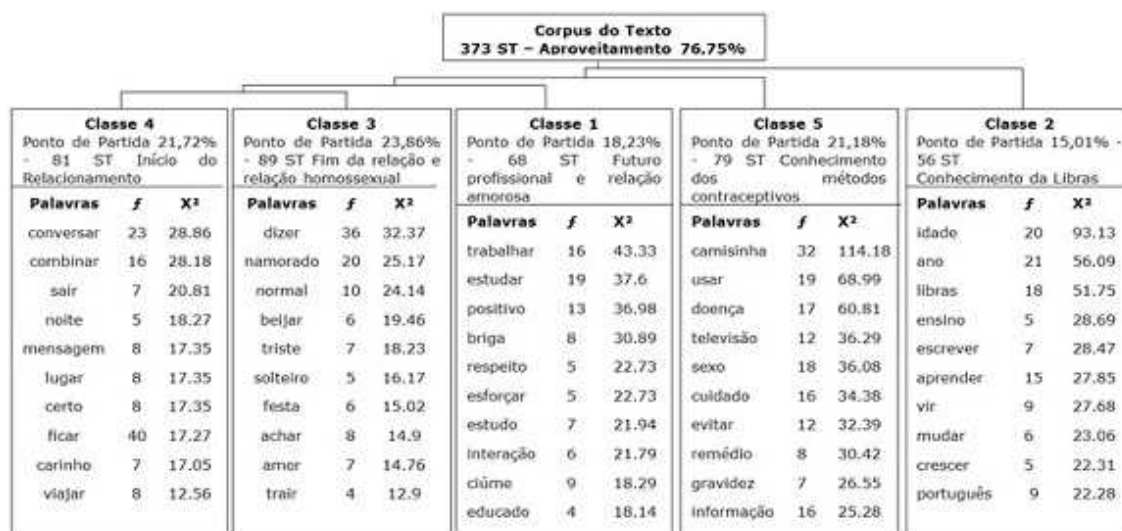 Corpus do Texto
373 ST – Aproveitamento 76,75%
Classe 4
Ponto de Partida 21,72%
- 81 ST Início do
Relacionamento
Palavras ƒ X²
conversar 23 28.86
combinar 16 28.18
sair 7 20.81
noite 5 18.27
mensagem 8 17.35
lugar 8 17.35
certo 8 17.35
ficar 40 17.27
carinho 7 17.05
viajar 8 12.56
Classe 3
Ponto de Partida 23,86%
- 89 ST Fim da relação e
relação homossexual
Palavras ƒ X²
dizer 36 32.37
namorado 20 25.17
normal 10 24.14
beijar 6 19.46
triste 7 18.23
solteiro 5 16.17
festa 6 15.02
achar 8 14.9
amor 7 14.76
trair 4 12.9
Classe 1
Ponto de Partida 18,23%
- 68 ST Futuro
profissional e relação
amorosa
Palavras ƒ X²
trabalhar 16 43.33
estudar 19 37.6
positivo 13 36.98
briga 8 30.89
respeito 5 22.73
esforçar 5 22.73
estudo 7 21.94
interação 6 21.79
ciúme 9 18.29
educado 4 18.14
Classe 5
Ponto de Partida 21,18%
- 79 ST Conhecimento
dos métodos
contraceptivos
Palavras ƒ X²
camisinha 32 114.18
usar 19 68.99
doença 17 60.81
televisão 12 36.29
sexo 18 36.08
cuidado 16 34.38
evitar 12 32.39
remédio 8 30.42
gravidez 7 26.55
informação 16 25.28
Classe 2
Ponto de Partida 15,01% -
56 ST
Conhecimento da Libras
Palavras ƒ X²
idade 20 93.13
ano 21 56.09
libras 18 51.75
ensino 5 28.69
escrever 7 28.47
aprender 15 27.85
vir 9 27.68
mudar 6 23.06
crescer 5 22.31
português 9 22.28